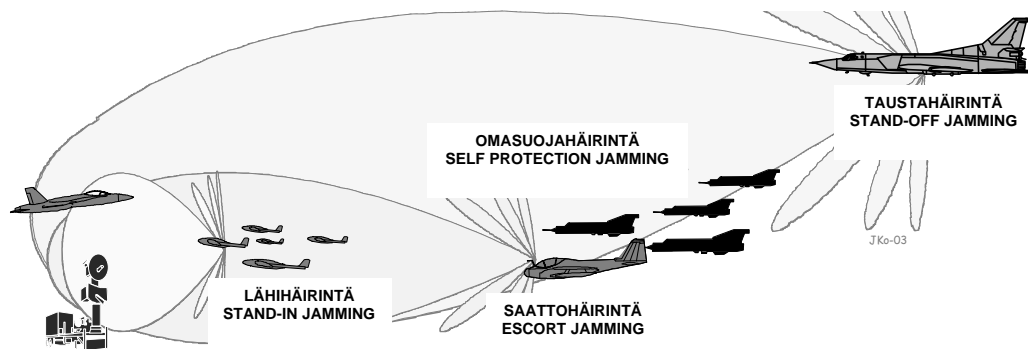 TAUSTAHÄIRINTÄ
STAND-OFF JAMMING
OMASUOJAHÄIRINTÄ
SELF PROTECTION JAMMING
JKo-03
LÄHIHÄIRINTÄ
STAND-IN JAMMING
SAATTOHÄIRINTÄ
ESCORT JAMMING